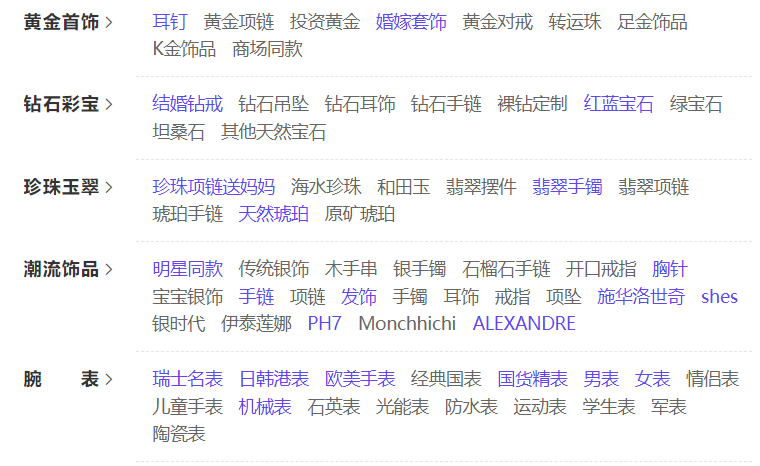 黄金首饰 > 耳钉 黄金项链 投资黄金 婚嫁套饰 黄金对戒 转运珠 足金饰品
K金饰品 商场同款
钻石彩宝 > 结婚钻戒 钻石吊坠 钻石耳饰 钻石手链 裸钻定制 红蓝宝石 绿宝石
坦桑石 其他天然宝石
珍珠玉翠 > 珍珠项链送妈妈 海水珍珠 和田玉 翡翠摆件 翡翠手镯 翡翠项链
琥珀手链 天然琥珀 原矿琥珀
潮流饰品 > 明星同款 传统银饰 木手串 银手镯 石榴石手链 开口戒指 胸针
宝宝银饰 手链 项链 发饰 手镯 耳饰 戒指 项坠 施华洛世奇 shes
银时代 伊泰莲娜 PH7 Monchhichi ALEXANDRE
腕 表 > 瑞士名表 日韩港表 欧美手表 经典国表 国货精表 男表 女表 情侣表
儿童手表 机械表 石英表 光能表 防水表 运动表 学生表 军表
陶瓷表